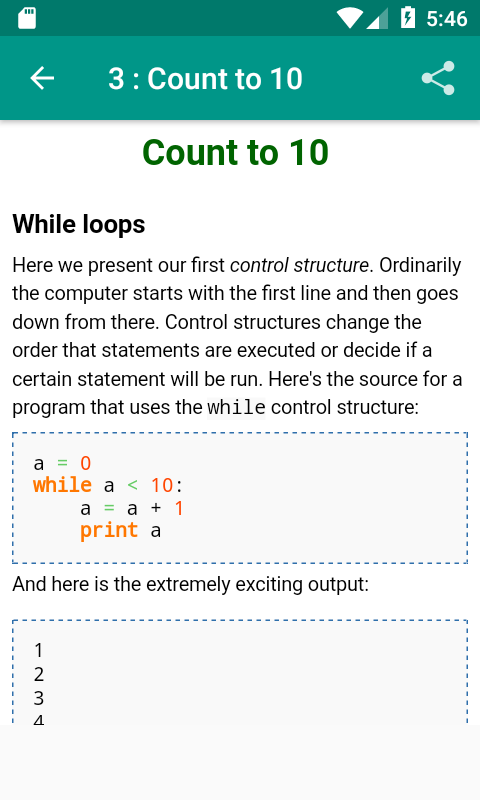 5:46
3 : Count to 10
Count to 10
While loops
Here we present our first control structure. Ordinarily
the computer starts with the first line and then goes
down from there. Control structures change the
order that statements are executed or decide if a
certain statement will be run. Here's the source for a
program that uses the while control structure:
a = 0
while a < 10:
    a = a + 1
    print a
And here is the extremely exciting output:
1
2
3
4